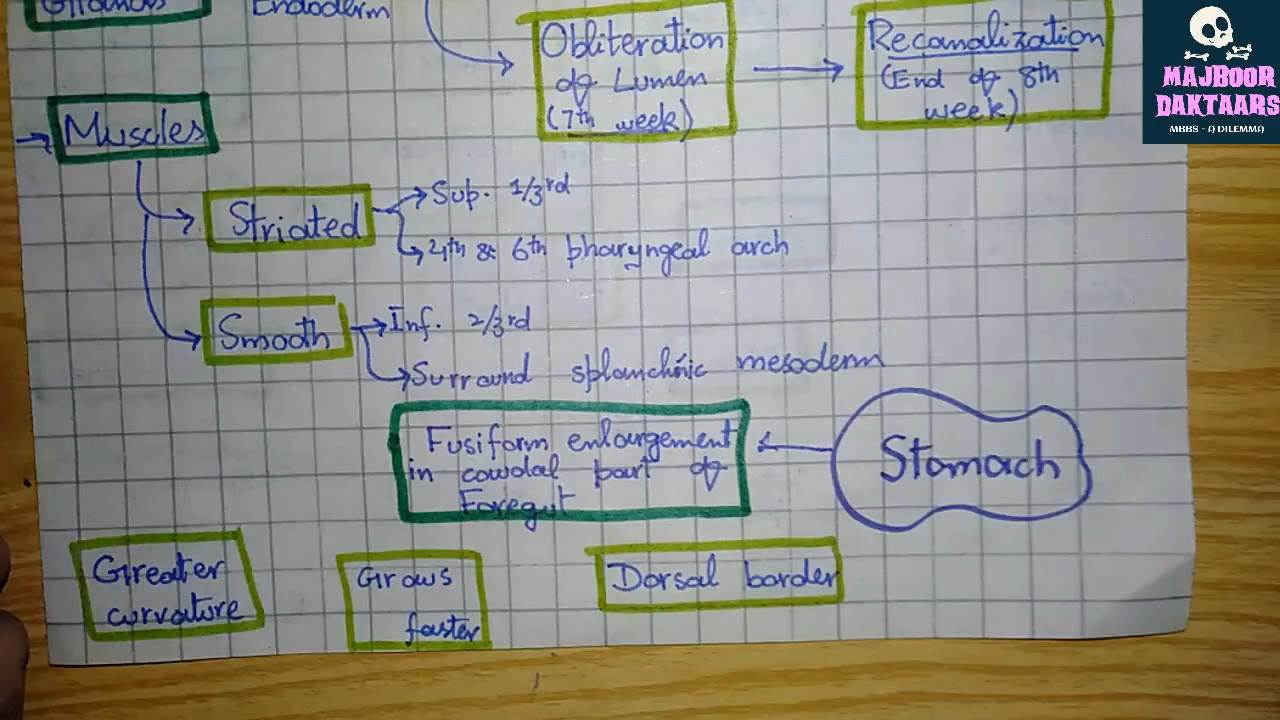 Glands
Endoderm
Obliteration
of Lumen
(7th week)
Recanalization
(End of 8th
week)
MAJBOOR
DAKTAARS
MBBS - A DILEMMA
Muscles
Striated
Sup. 1/3rd
4th & 6th pharyngeal arch
Smooth
Inf. 2/3rd
Surround splanchnic mesoderm
Fusiform enlargement
in caudal part of
Foregut
Stomach
Greater
curvature
Grows
faster
Dorsal border